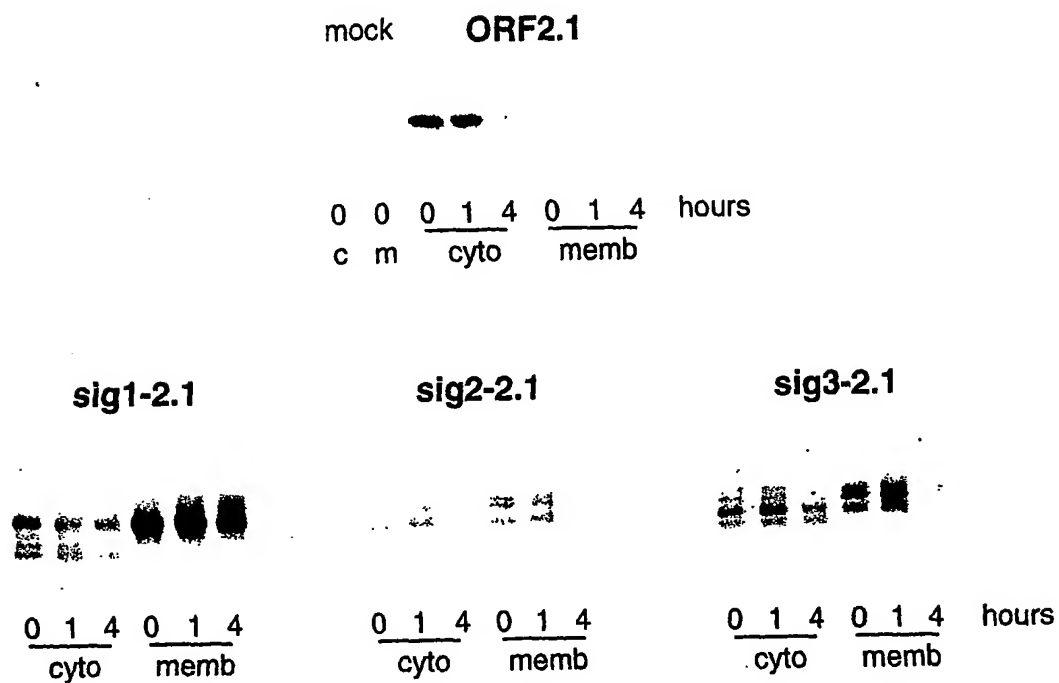 mock ORF2.1
0 0 0 1 4 0 1 4 hours
c m cyto memb
sig1-2.1 sig2-2.1 sig3-2.1
0 1 4 0 1 4 0 1 4 0 1 4 0 1 4 0 1 4 hours
cyto memb cyto memb cyto memb